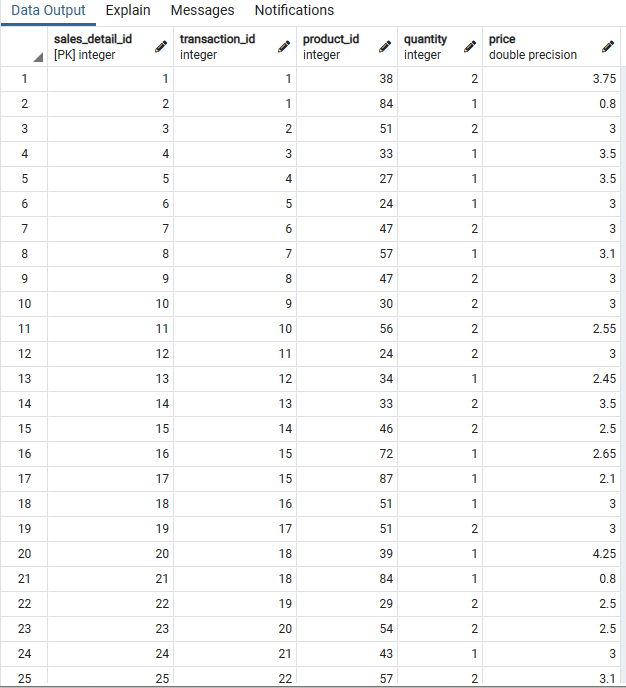 Data Output Explain Messages Notifications
sales_detail_id transaction_id product_id quantity price
[PK] integer integer integer integer double precision
1 1 1 38 2 3.75
2 2 1 84 1 0.8
3 3 2 51 2 3
4 4 3 33 1 3.5
5 5 4 27 1 3.5
6 6 5 24 1 3
7 7 6 47 2 3
8 8 7 57 1 3.1
9 9 8 47 2 3
10 10 9 30 2 3
11 11 10 56 2 2.55
12 12 11 24 2 3
13 13 12 34 1 2.45
14 14 13 33 2 3.5
15 15 14 46 2 2.5
16 16 15 72 1 2.65
17 17 15 87 1 2.1
18 18 16 51 1 3
19 19 17 51 2 3
20 20 18 39 1 4.25
21 21 18 84 1 0.8
22 22 19 29 2 2.5
23 23 20 54 2 2.5
24 24 21 43 1 3
25 25 22 57 2 3.1